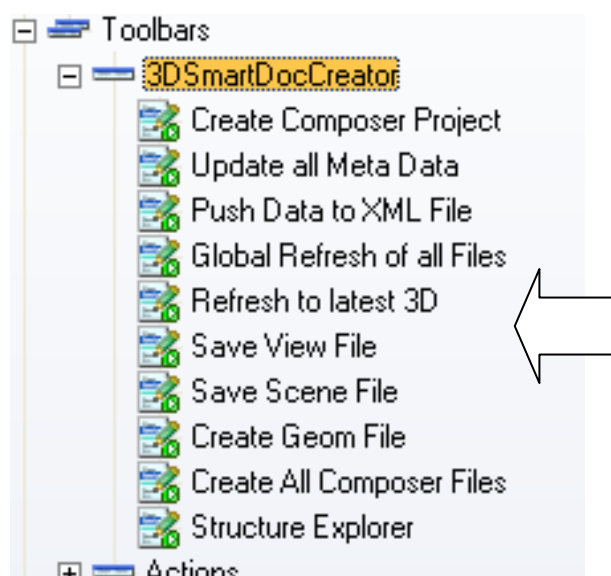 Toolbars
3DSmartDocCreator
Create Composer Project
Update all Meta Data
Push Data to XML File
Global Refresh of all Files
Refresh to latest 3D
Save View File
Save Scene File
Create Geom File
Create All Composer Files
Structure Explorer
Actions